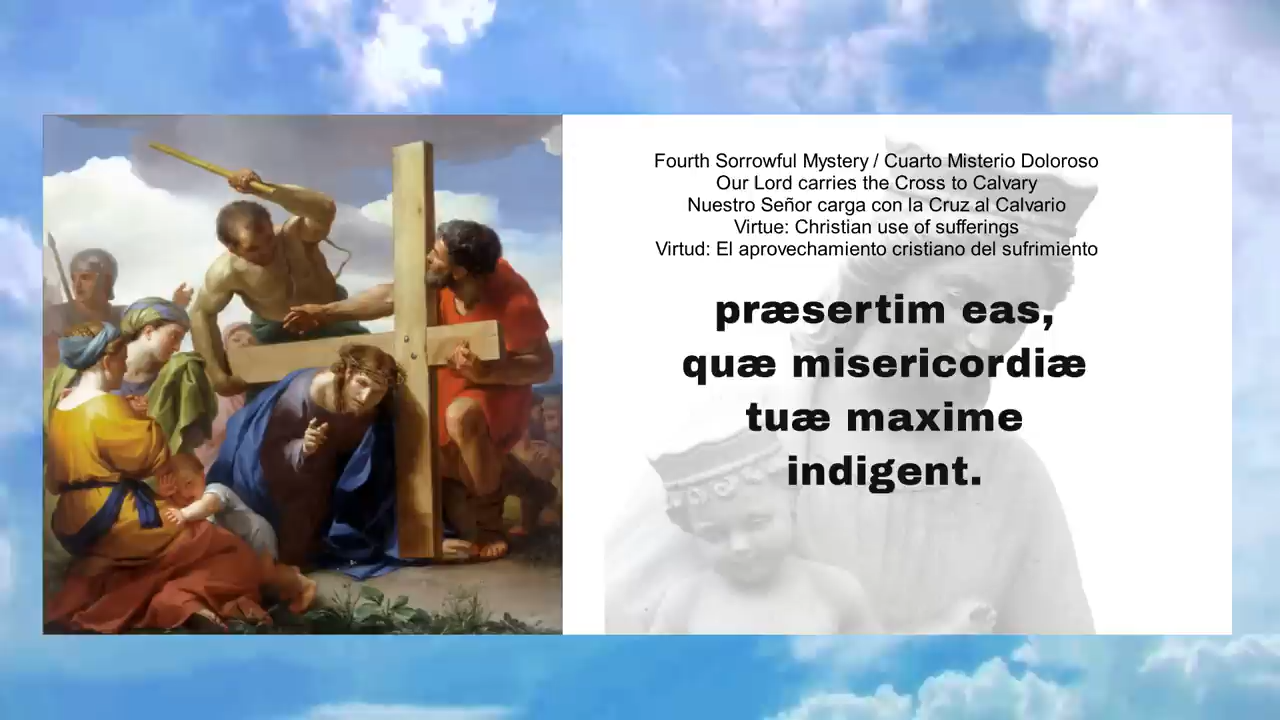 Fourth Sorrowful Mystery / Cuarto Misterio Doloroso
Our Lord carries the Cross to Calvary
Nuestro Señor carga con la Cruz al Calvario
Virtue: Christian use of sufferings
Virtud: El aprovechamiento cristiano del sufrimiento
præsertim eas,
quæ misericordiæ
tuæ maxime
indigent.